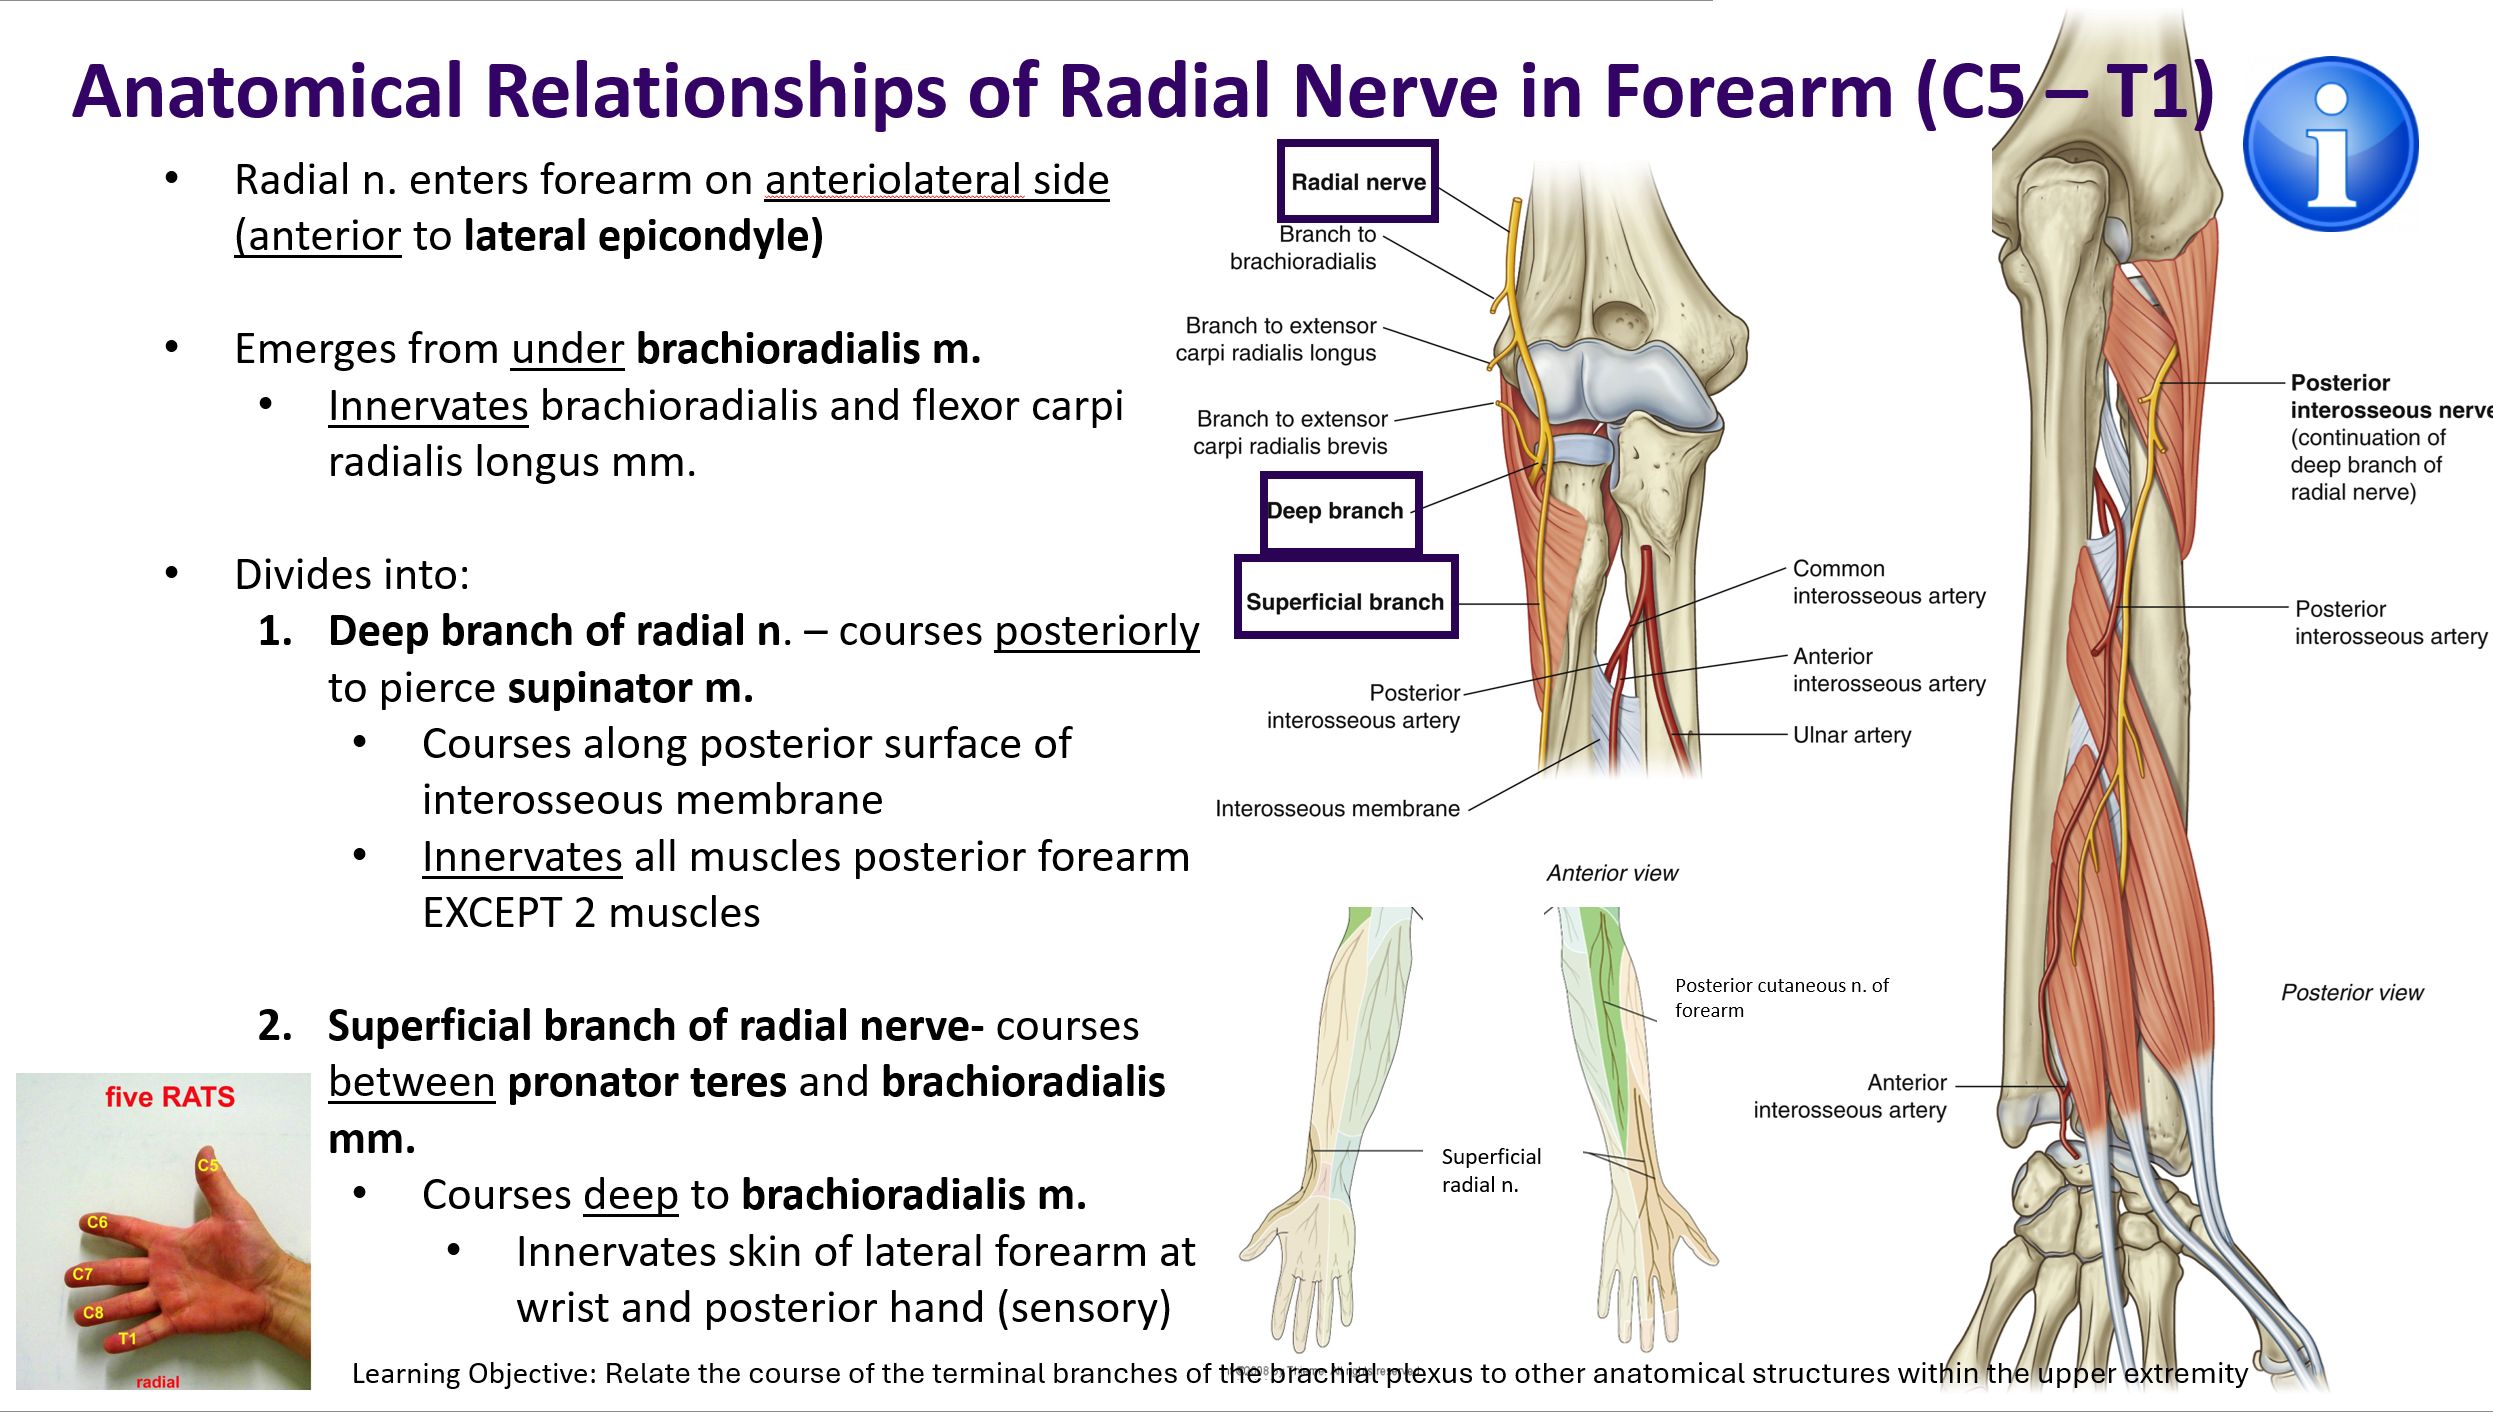 Anatomical Relationships of Radial Nerve in Forearm (C5 – T1)
• Radial n. enters forearm on anteriolateral side
(anterior to lateral epicondyle)
• Emerges from under brachioradialis m.
• Innervates brachioradialis and flexor carpi
radialis longus mm.
• Divides into:
1. Deep branch of radial n. – courses posteriorly
to pierce supinator m.
• Courses along posterior surface of
interosseous membrane
• Innervates all muscles posterior forearm
EXCEPT 2 muscles
2. Superficial branch of radial nerve- courses
between pronator teres and brachioradialis
mm.
• Courses deep to brachioradialis m.
• Innervates skin of lateral forearm at
wrist and posterior hand (sensory)
five RATS
C5
C6
C7
C8
T1
radial
Radial nerve
Branch to
brachioradialis
Branch to extensor
carpi radialis longus
Branch to extensor
carpi radialis brevis
Deep branch
Superficial branch
Posterior
interosseous artery
Interosseous membrane
Common
interosseous artery
Anterior
interosseous artery
Ulnar artery
Anterior view
Posterior cutaneous n. of
forearm
Superficial
radial n.
i
Posterior
interosseous nerve
(continuation of
deep branch of
radial nerve)
Posterior
interosseous artery
Posterior view
Anterior
interosseous artery
Learning Objective: Relate the course of the terminal branches of the brachial plexus to other anatomical structures within the upper extremity